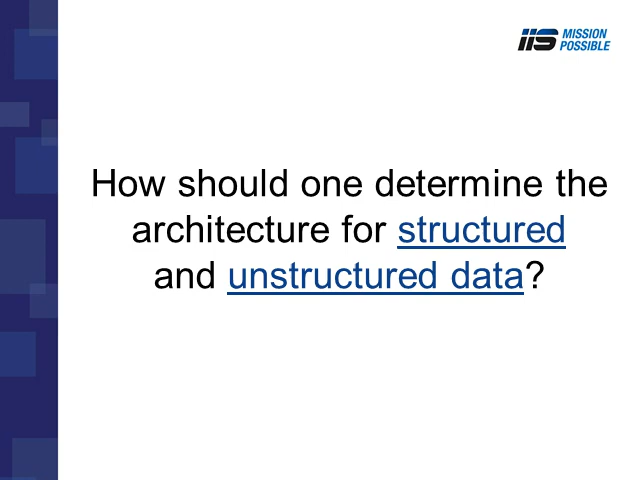 IIS MISSION
POSSIBLE
How should one determine the
architecture for structured
and unstructured data?